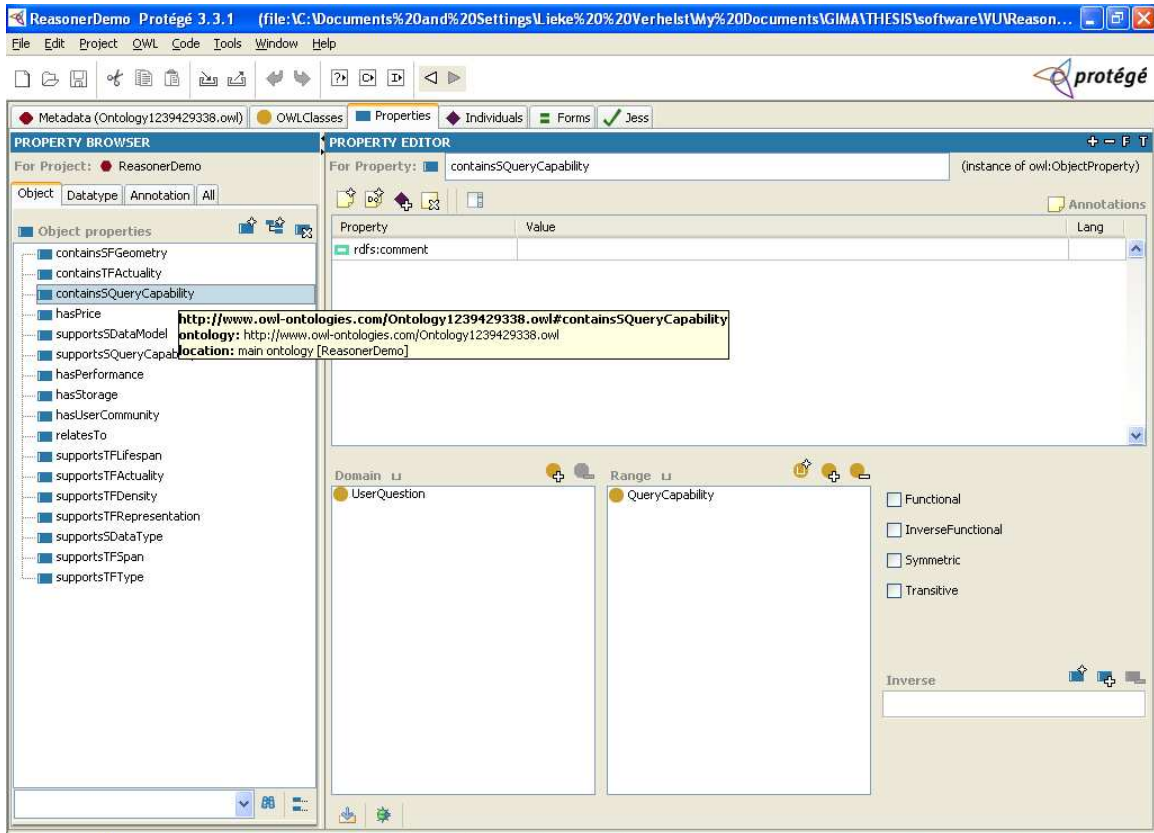 ReasonerDemo Protégé 3.3.1 (file:\C:\Documents%20and%20Settings\Lieke%20%20Verhelst\My%20Documents\GIMA\THESIS\software\VU\Reason...
File Edit Project OWL Code Tools Window Help
protégé
Metadata (Ontology1239429338.owl) OWLClasses Properties Individuals Forms Jess
PROPERTY BROWSER
For Project: ReasonerDemo
Object Datatype Annotation All
Object properties
containsSFGeometry
containsTFActuality
containsSQueryCapability
hasPrice
supportsSDataModel
supportsSQueryCapab
hasPerformance
hasStorage
hasUserCommunity
relatesTo
supportsTFLifespan
supportsTFActuality
supportsTFDensity
supportsTFRepresentation
supportsSDataType
supportsTFSpan
supportsTFType
http://www.owl-ontologies.com/Ontology1239429338.owl#containsSQueryCapability
ontology: http://www.owl-ontologies.com/Ontology1239429338.owl
location: main ontology [ReasonerDemo]
PROPERTY EDITOR
F T
For Property: containsSQueryCapability (instance of owl:ObjectProperty)
Annotations
Property Value Lang
rdfs:comment
Domain ⊔
UserQuestion
Range ⊔
QueryCapability
Functional
InverseFunctional
Symmetric
Transitive
Inverse